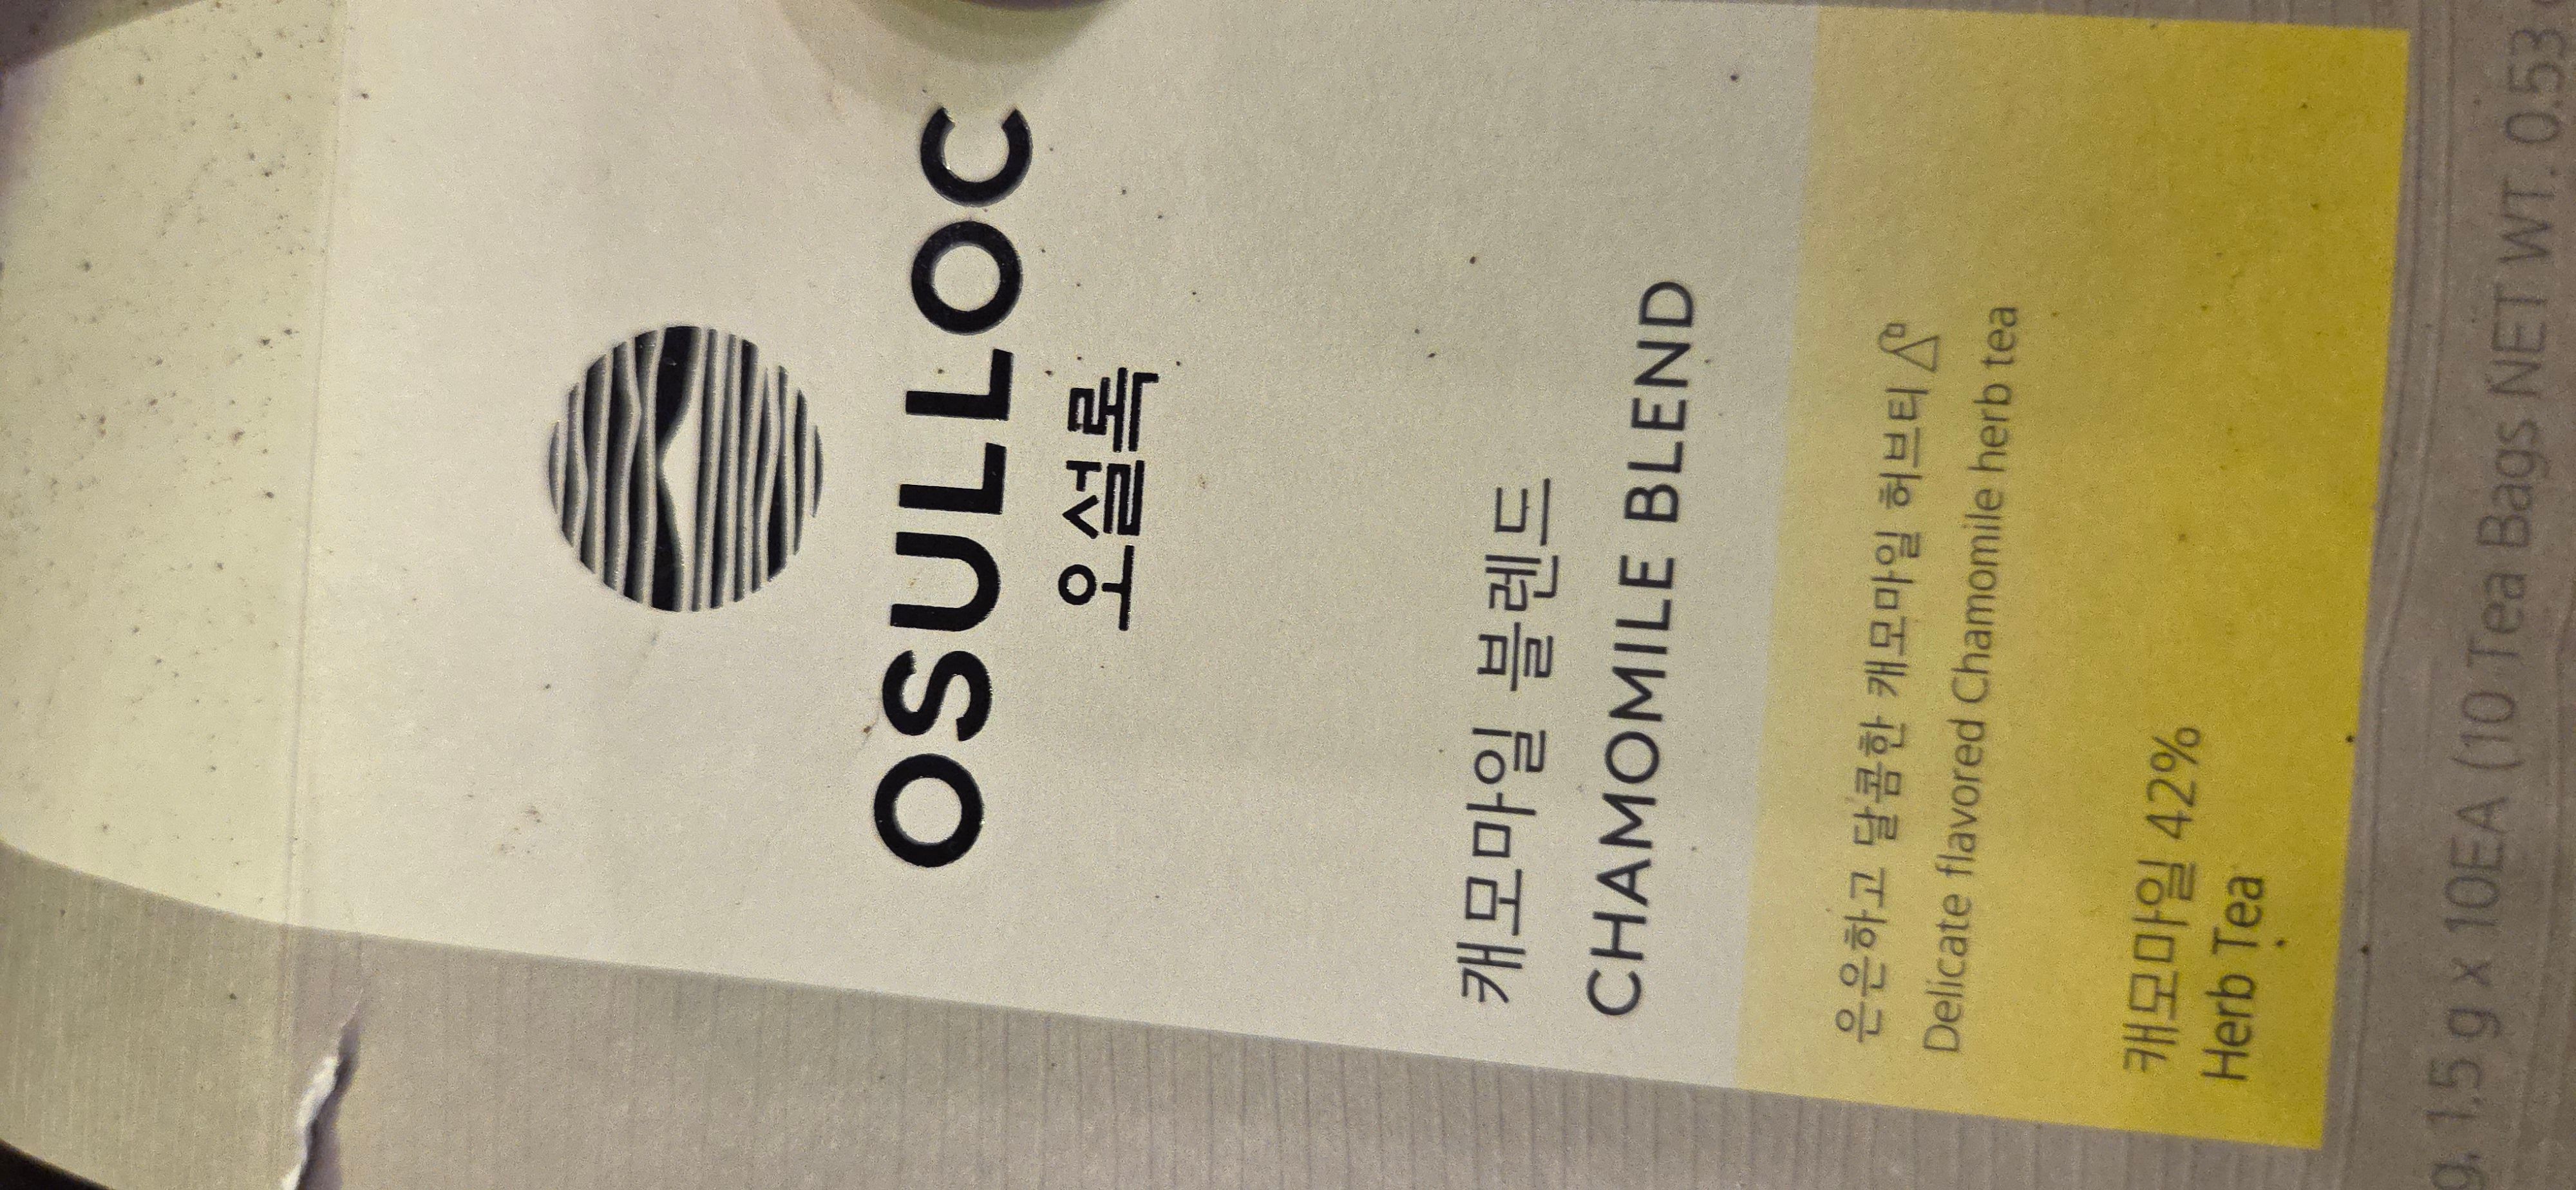 OSULLOC
오설록
캐모마일 블렌드
CHAMOMILE BLEND
은은하고 달콤한 캐모마일 허브티
Delicate flavored Chamomile herb tea
캐모마일 42%
Herb Tea
g, 1.5 g x 10EA (10 Tea Bags NET WT. 0.53